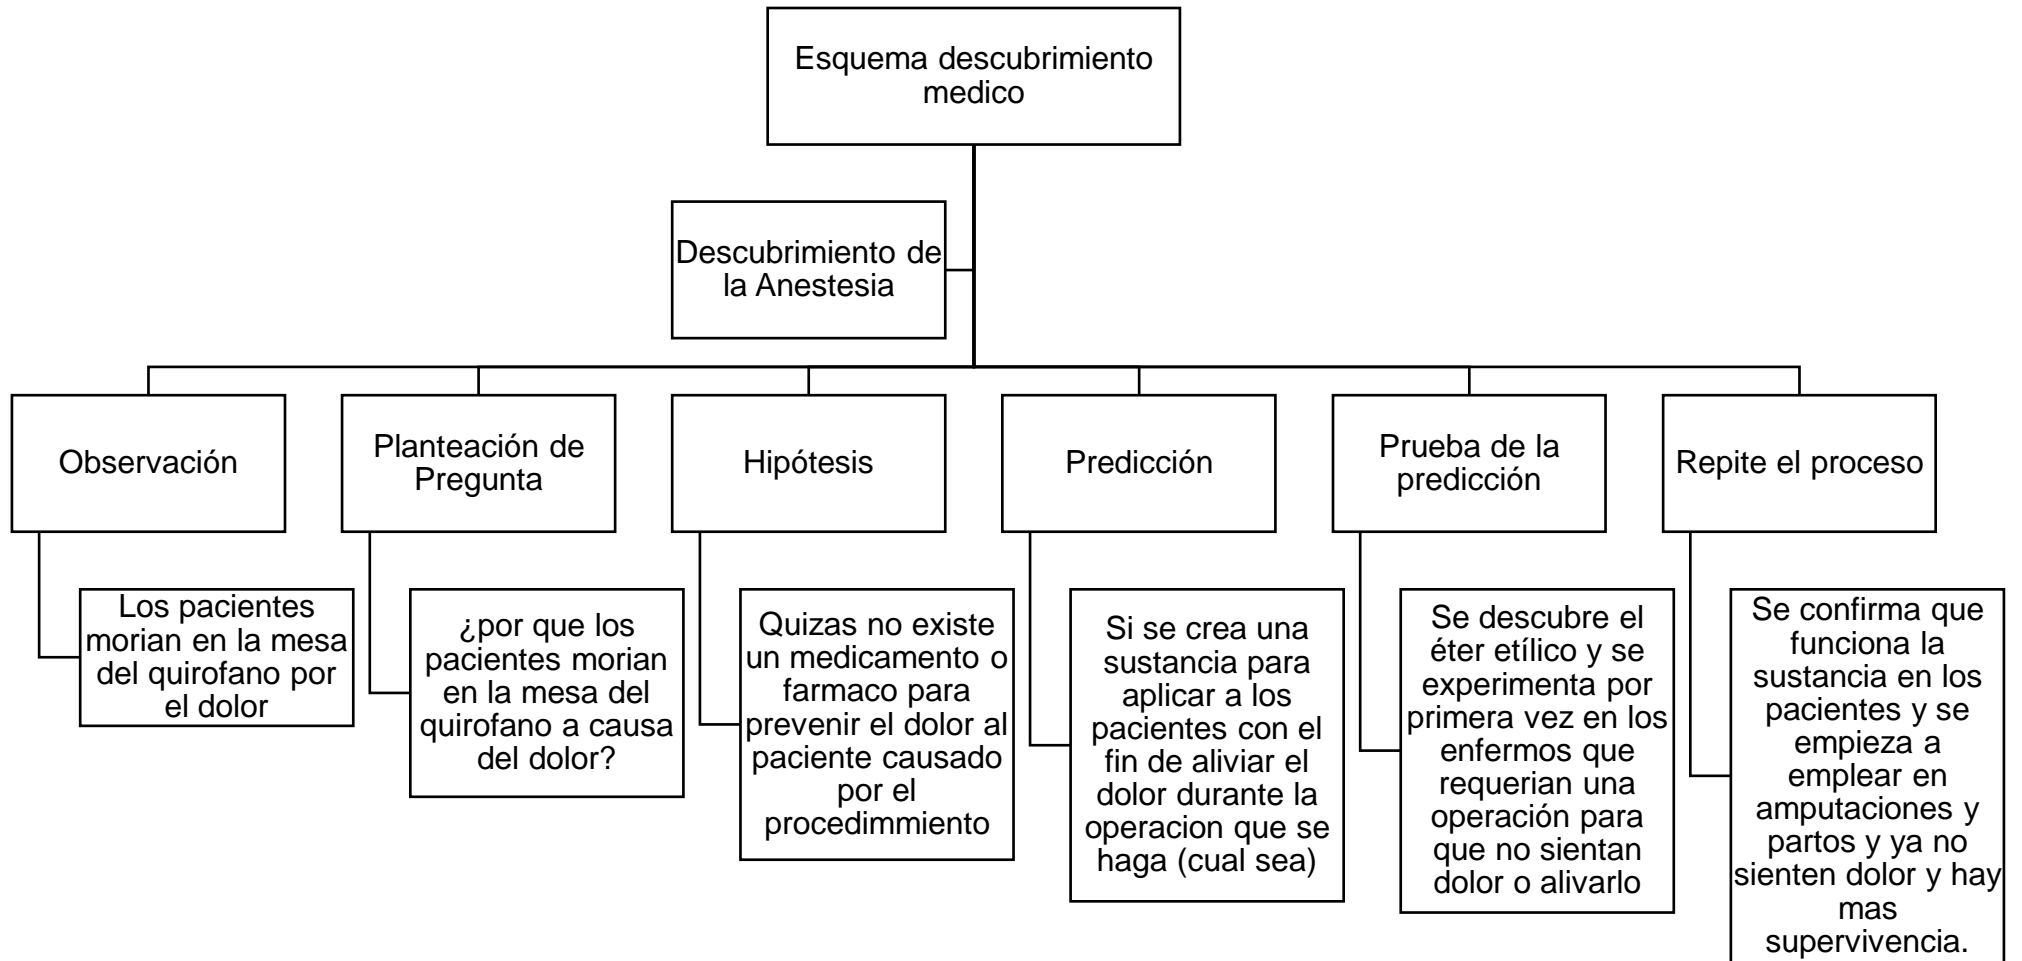 Esquema descubrimiento
medico
Descubrimiento de
la Anestesia
Observación
Planteación de
Pregunta
Hipótesis
Predicción
Prueba de la
predicción
Repite el proceso
Los pacientes
morian en la mesa
del quirofano por
el dolor
¿por que los
pacientes morian
en la mesa del
quirofano a causa
del dolor?
Quizas no existe
un medicamento o
farmaco para
prevenir el dolor al
paciente causado
por el
procedimmiento
Si se crea una
sustancia para
aplicar a los
pacientes con el
fin de aliviar el
dolor durante la
operacion que se
haga (cual sea)
Se descubre el
éter etílico y se
experimenta por
primera vez en los
enfermos que
requerian una
operación para
que no sientan
dolor o alivarlo
Se confirma que
funciona la
sustancia en los
pacientes y se
empieza a
emplear en
amputaciones y
partos y ya no
sienten dolor y hay
mas
supervivencia.